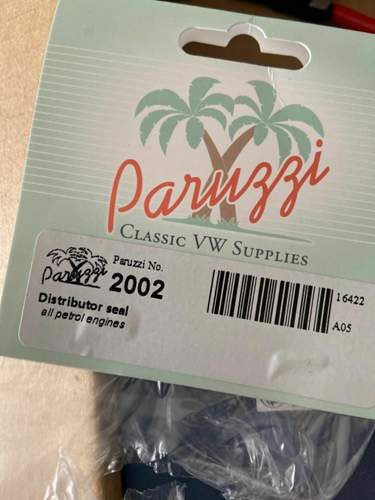 Paruzzi
CLASSIC VW SUPPLIES
Paruzzi
Paruzzi No.
2002
Distributor seal
all petrol engines
16422
A05